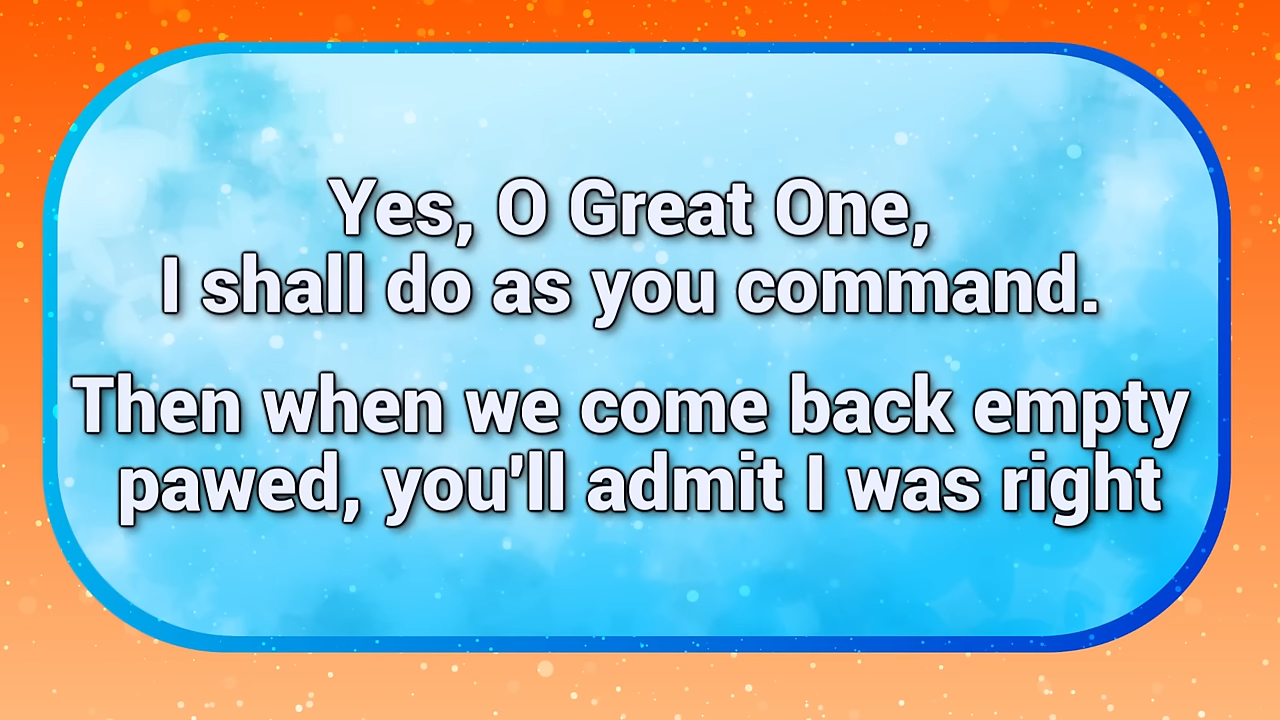 Yes, O Great One,
I shall do as you command.
Then when we come back empty
pawed, you'll admit I was right